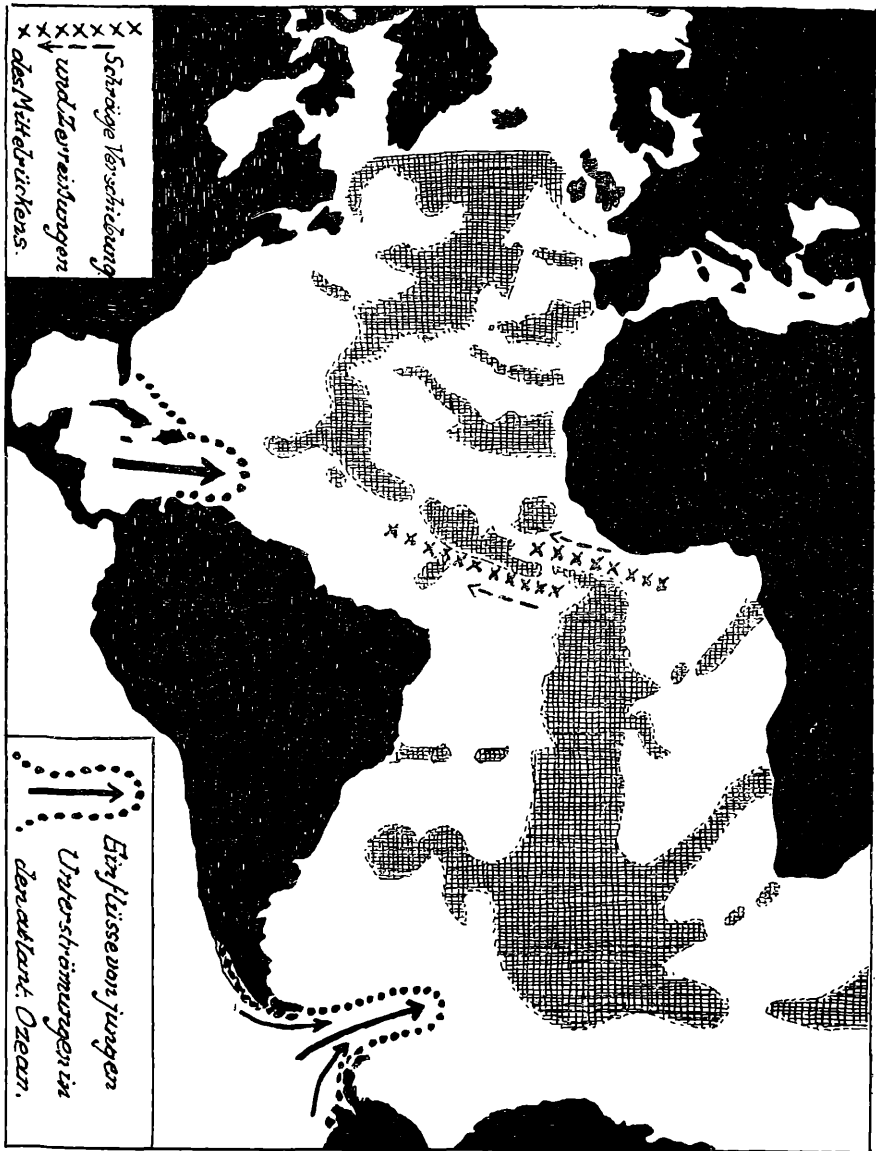 Schräge Verschiebung
und Zerreißungen
des Mittelrückens.
Einflüsse von jungen
Unterströmungen in
den atlant. Ozean.